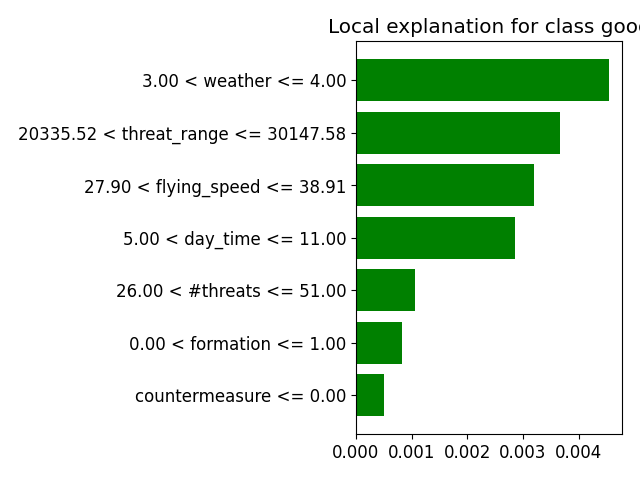 Local explanation for class good
3.00 < weather <= 4.00
20335.52 < threat_range <= 30147.58
27.90 < flying_speed <= 38.91
5.00 < day_time <= 11.00
26.00 < #threats <= 51.00
0.00 < formation <= 1.00
countermeasure <= 0.00
0.000 0.001 0.002 0.003 0.004